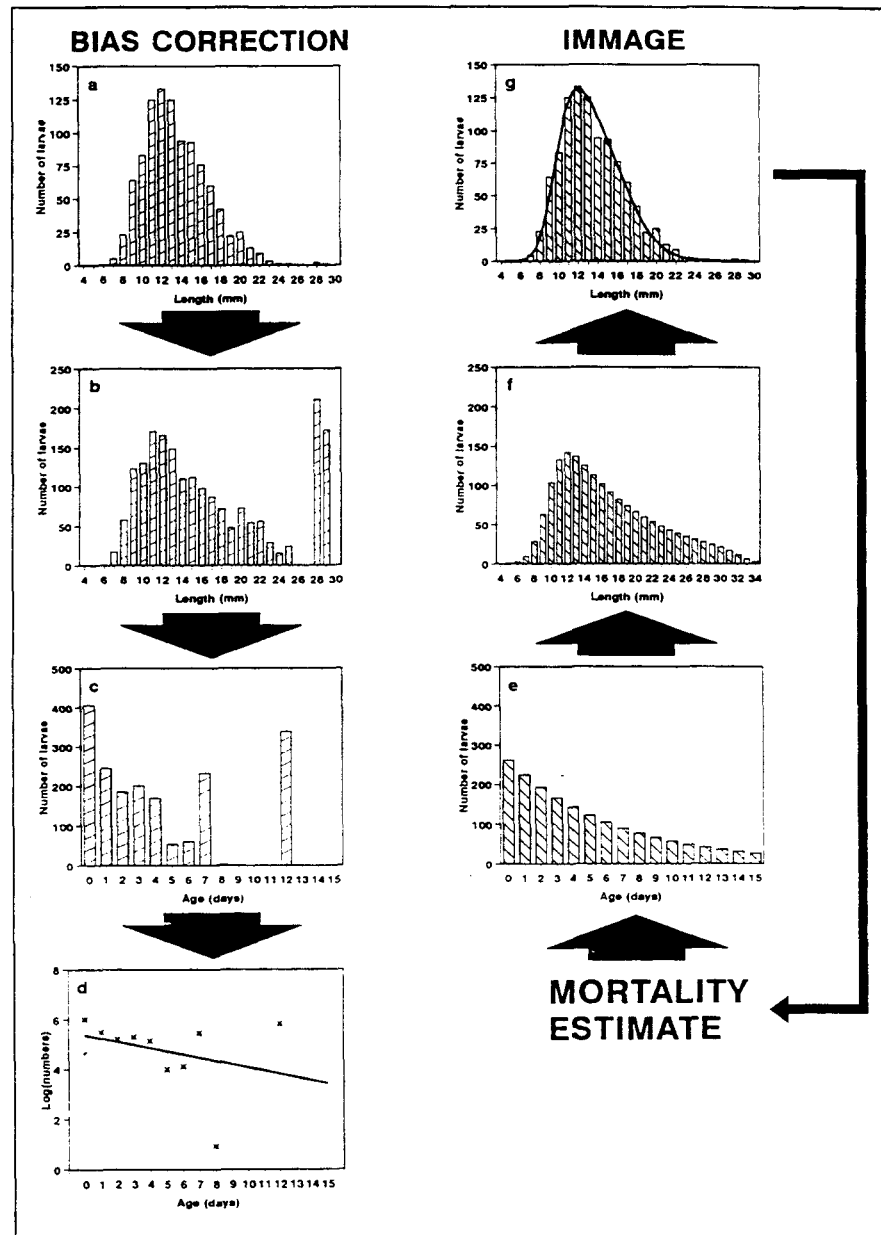 BIAS CORRECTION
a
Number of larvae
150
125
100
75
50
25
0
4 6 8 10 12 14 16 18 20 22 24 26 28 30
Length (mm)
b
Number of larvae
250
200
150
100
50
0
4 6 8 10 12 14 16 18 20 22 24 26 28 30
Length (mm)
c
Number of larvae
500
400
300
200
100
0
0 1 2 3 4 5 6 7 8 9 10 11 12 13 14 15
Age (days)
d
Log(numbers)
8
6
4
2
0
0 1 2 3 4 5 6 7 8 9 10 11 12 13 14 15
Age (days)
IMMAGE
g
Number of larvae
150
125
100
75
50
25
0
4 6 8 10 12 14 16 18 20 22 24 26 28 30
Length (mm)
f
Number of larvae
250
200
150
100
50
0
4 6 8 10 12 14 16 18 20 22 24 26 28 30 32 34
Length (mm)
e
Number of larvae
500
400
300
200
100
0
0 1 2 3 4 5 6 7 8 9 10 11 12 13 14 15
Age (days)
MORTALITY
ESTIMATE